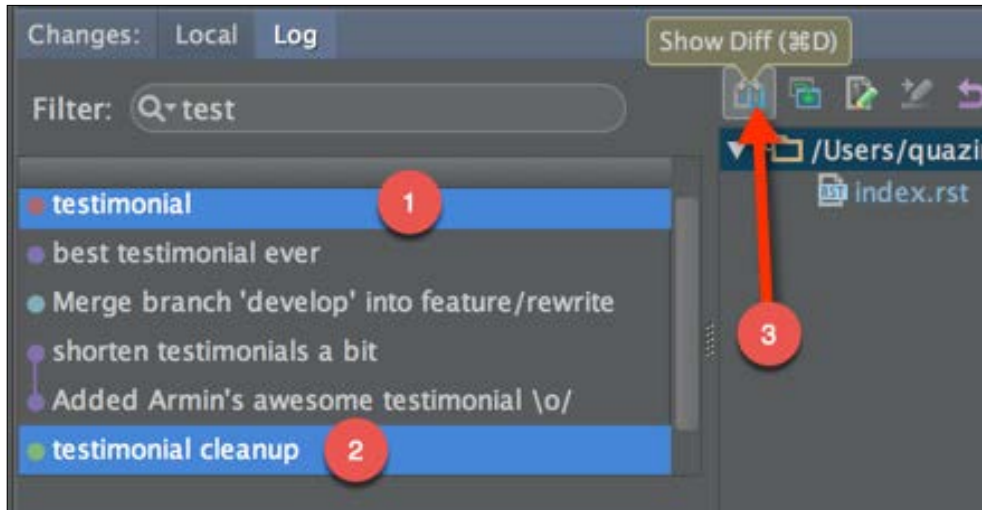 Changes: Local Log
Show Diff (⌘D)
Filter: test
/Users/quazi
index.rst
testimonial 1
best testimonial ever
Merge branch 'develop' into feature/rewrite
shorten testimonials a bit
3
Added Armin's awesome testimonial \o/
testimonial cleanup 2